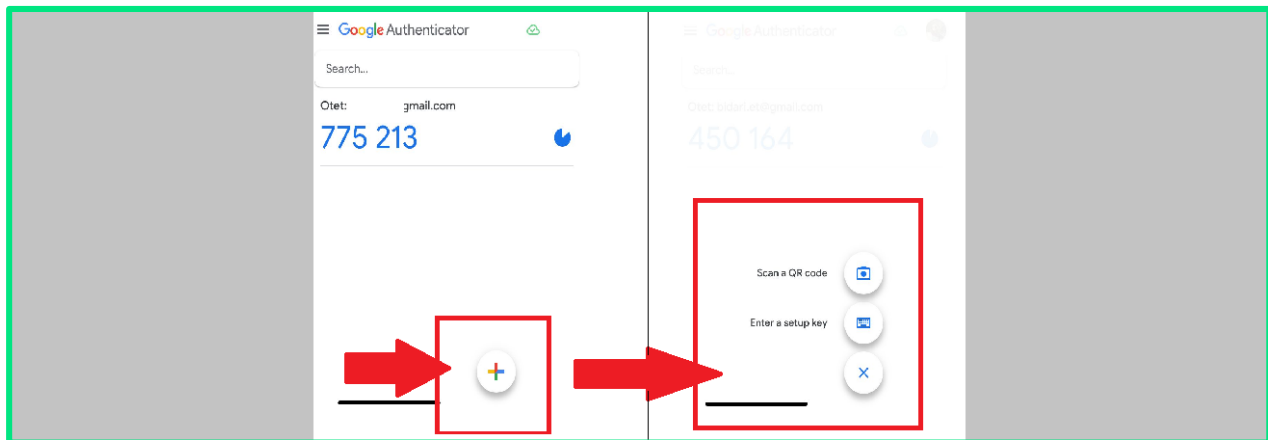 Google Authenticator
Search...
Otet: gmail.com
775 213
Google Authenticator
Search...
450 164
Scan a QR code
Enter a setup key